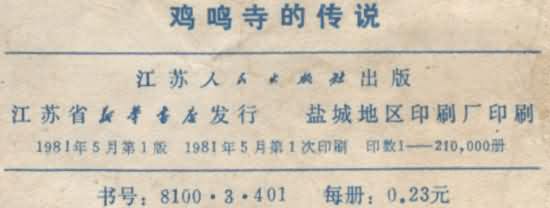 鸡鸣寺的传说
江苏人民出版社出版
江苏省新华书店发行 盐城地区印刷厂印刷
1981年5月第1版 1981年5月第1次印刷 印数1——210,000册
书号：8100·3·401 每册：0.23元